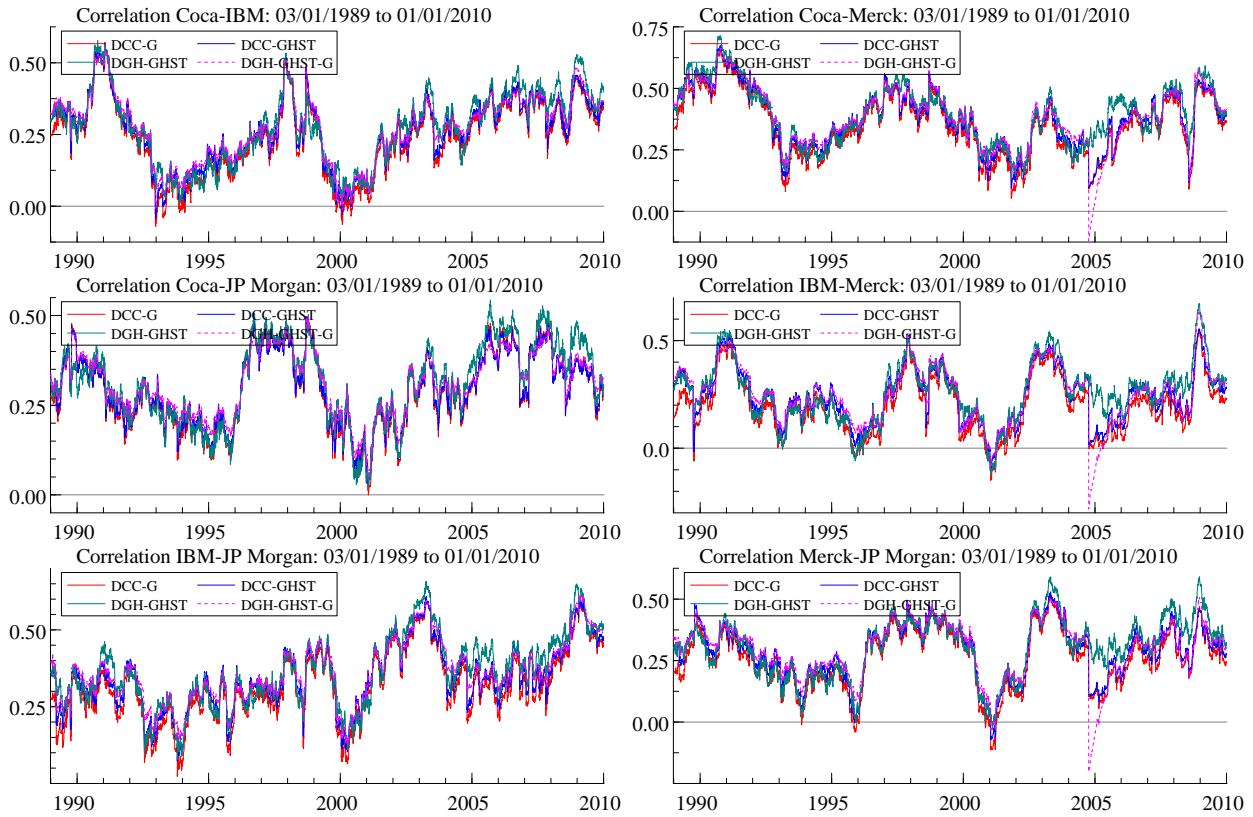 Correlation Coca-IBM: 03/01/1989 to 01/01/2010
DCC-G DCC-GHST
DGH-GHST DGH-GHST-G
0.50
0.25
0.00
1990 1995 2000 2005 2010
Correlation Coca-Merck: 03/01/1989 to 01/01/2010
DCC-G DCC-GHST
DGH-GHST DGH-GHST-G
0.75
0.50
0.25
0.00
1990 1995 2000 2005 2010
Correlation Coca-JP Morgan: 03/01/1989 to 01/01/2010
DCC-G DCC-GHST
DGH-GHST DGH-GHST-G
0.50
0.25
0.00
1990 1995 2000 2005 2010
Correlation IBM-Merck: 03/01/1989 to 01/01/2010
DCC-G DCC-GHST
DGH-GHST DGH-GHST-G
0.5
0.0
1990 1995 2000 2005 2010
Correlation IBM-JP Morgan: 03/01/1989 to 01/01/2010
DCC-G DCC-GHST
DGH-GHST DGH-GHST-G
0.50
0.25
1990 1995 2000 2005 2010
Correlation Merck-JP Morgan: 03/01/1989 to 01/01/2010
DCC-G DCC-GHST
DGH-GHST DGH-GHST-G
0.50
0.25
0.00
1990 1995 2000 2005 2010